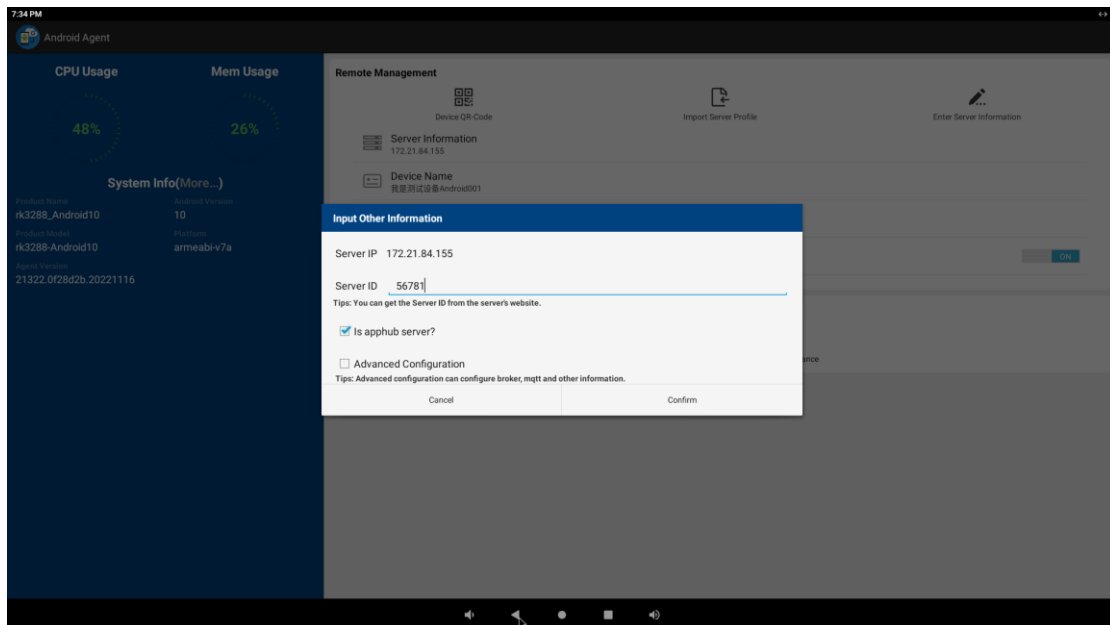 7:34 PM
Android Agent
CPU Usage
Mem Usage
48%
26%
System Info(More...)
Product Name
Android Version
rk3288_Android10
10
Product Model
Platform
rk3288-Android10
armeabi-v7a
Agent Version
21322.0f28d2b.20221116
Remote Management
Device QR-Code
Import Server Profile
Enter Server Information
Server Information
172.21.84.155
Device Name
我是测试设备Android001
ON
Input Other Information
Server IP 172.21.84.155
Server ID 56781
Tips: You can get the Server ID from the server's website.
Is apphub server?
Advanced Configuration
Tips: Advanced configuration can configure broker, mqtt and other information.
Cancel
Confirm